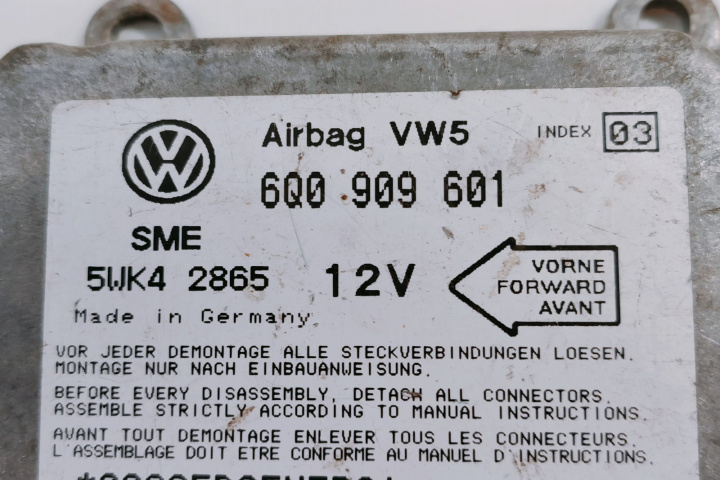 Airbag VW5 INDEX 03
6Q0 909 601
SME
5WK4 2865 12V
VORNE
FORWARD
AVANT
Made in Germany
VOR JEDER DEMONTAGE ALLE STECKVERBINDUNGEN LOESEN.
MONTAGE NUR NACH EINBAUANWEISUNG.
BEFORE EVERY DISASSEMBLY, DETACH ALL CONNECTORS.
ASSEMBLE STRICTLY ACCORDING TO MANUAL INSTRUCTIONS.
AVANT TOUT DEMONTAGE ENLEVER TOUS LES CONNECTEURS.
L'ASSEMBLAGE DOIT ETRE CONFORME AU MANUEL D'INSTRUCTIONS.